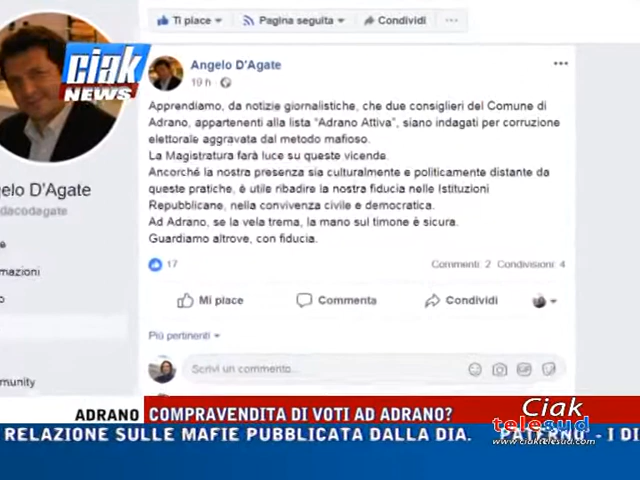 Ti piace
Pagina seguita
Condividi
ciak
NEWS
Angelo D'Agate
19 h
Apprendiamo, da notizie giornalistiche, che due consiglieri del Comune di
Adrano, appartenenti alla lista "Adrano Attiva", siano indagati per corruzione
elettorale aggravata dal metodo mafioso.
La Magistratura farà luce su queste vicende.
Ancorché la nostra presenza sia culturalmente e politicamente distante da
queste pratiche, è utile ribadire la nostra fiducia nelle Istituzioni
Repubblicane, nella convivenza civile e democratica.
Ad Adrano, se la vela trema, la mano sul timone è sicura.
Guardiamo altrove, con fiducia.
elo D'Agate
dacodagate
e
mazioni
o
munity
17
Commenti: 2 Condivisioni: 4
Mi piace
Commenta
Condividi
Più pertinenti
Scrivi un commento...
GIF
ADRANO COMPRAVENDITA DI VOTI AD ADRANO?
Ciak
telesud
www.ciaktelesud.com
RELAZIONE SULLE MAFIE PUBBLICATA DALLA DIA. PATERNO' - I DI